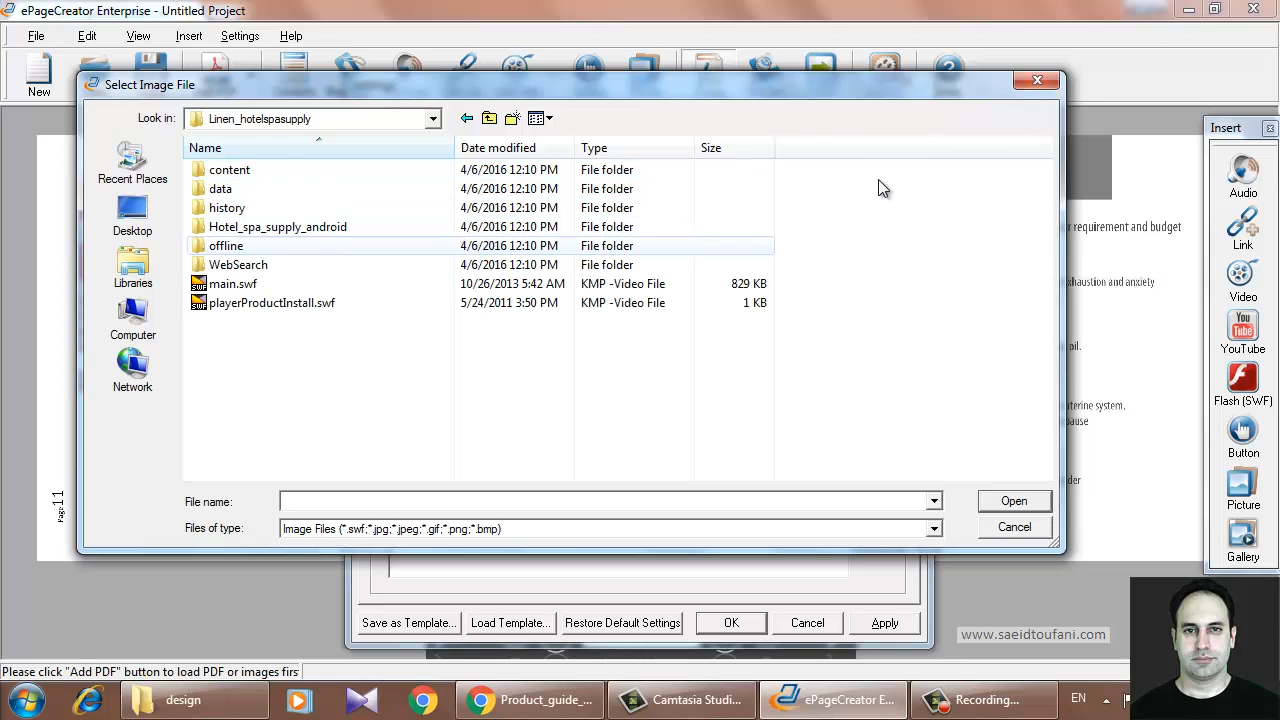 ePageCreator Enterprise - Untitled Project
File Edit View Insert Settings Help
New
Select Image File
Look in: Linen_hotelspasupply
Name Date modified Type Size
content 4/6/2016 12:10 PM File folder
data 4/6/2016 12:10 PM File folder
history 4/6/2016 12:10 PM File folder
Hotel_spa_supply_android 4/6/2016 12:10 PM File folder
offline 4/6/2016 12:10 PM File folder
WebSearch 4/6/2016 12:10 PM File folder
main.swf 10/26/2013 5:42 AM KMP -Video File 829 KB
playerProductInstall.swf 5/24/2011 3:50 PM KMP -Video File 1 KB
Recent Places
Desktop
Libraries
Computer
Network
File name:
Open
Files of type: Image Files (*.swf;*.jpg;*.jpeg;*.gif;*.png;*.bmp)
Cancel
requirement and budget
and anxiety
oil.
uterine system.
Page 11
Insert
Audio
Link
Video
You
Tube
YouTube
Flash (SWF)
Button
Picture
Gallery
Save as Template... Load Template... Restore Default Settings OK Cancel Apply
www.saeidtoufani.com
Please click "Add PDF" button to load PDF or images firs
design Product_guide_... Camtasia Studi... ePageCreator E... Recording... EN